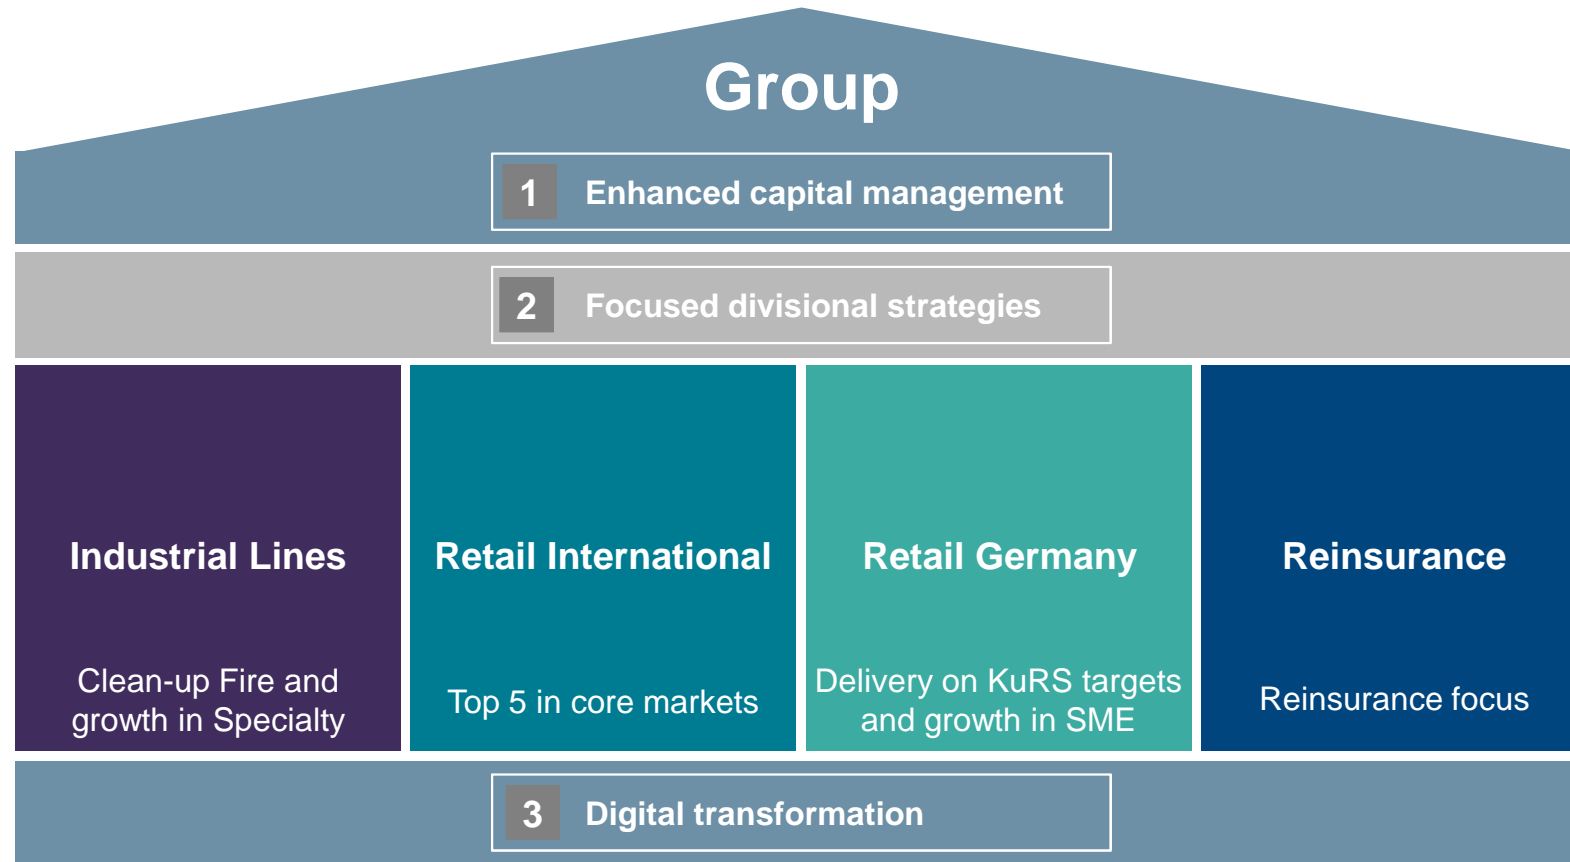 Group
1 Enhanced capital management
2 Focused divisional strategies
Industrial Lines
Clean-up Fire and
growth in Specialty
Retail International
Top 5 in core markets
Retail Germany
Delivery on KuRS targets
and growth in SME
Reinsurance
Reinsurance focus
3 Digital transformation